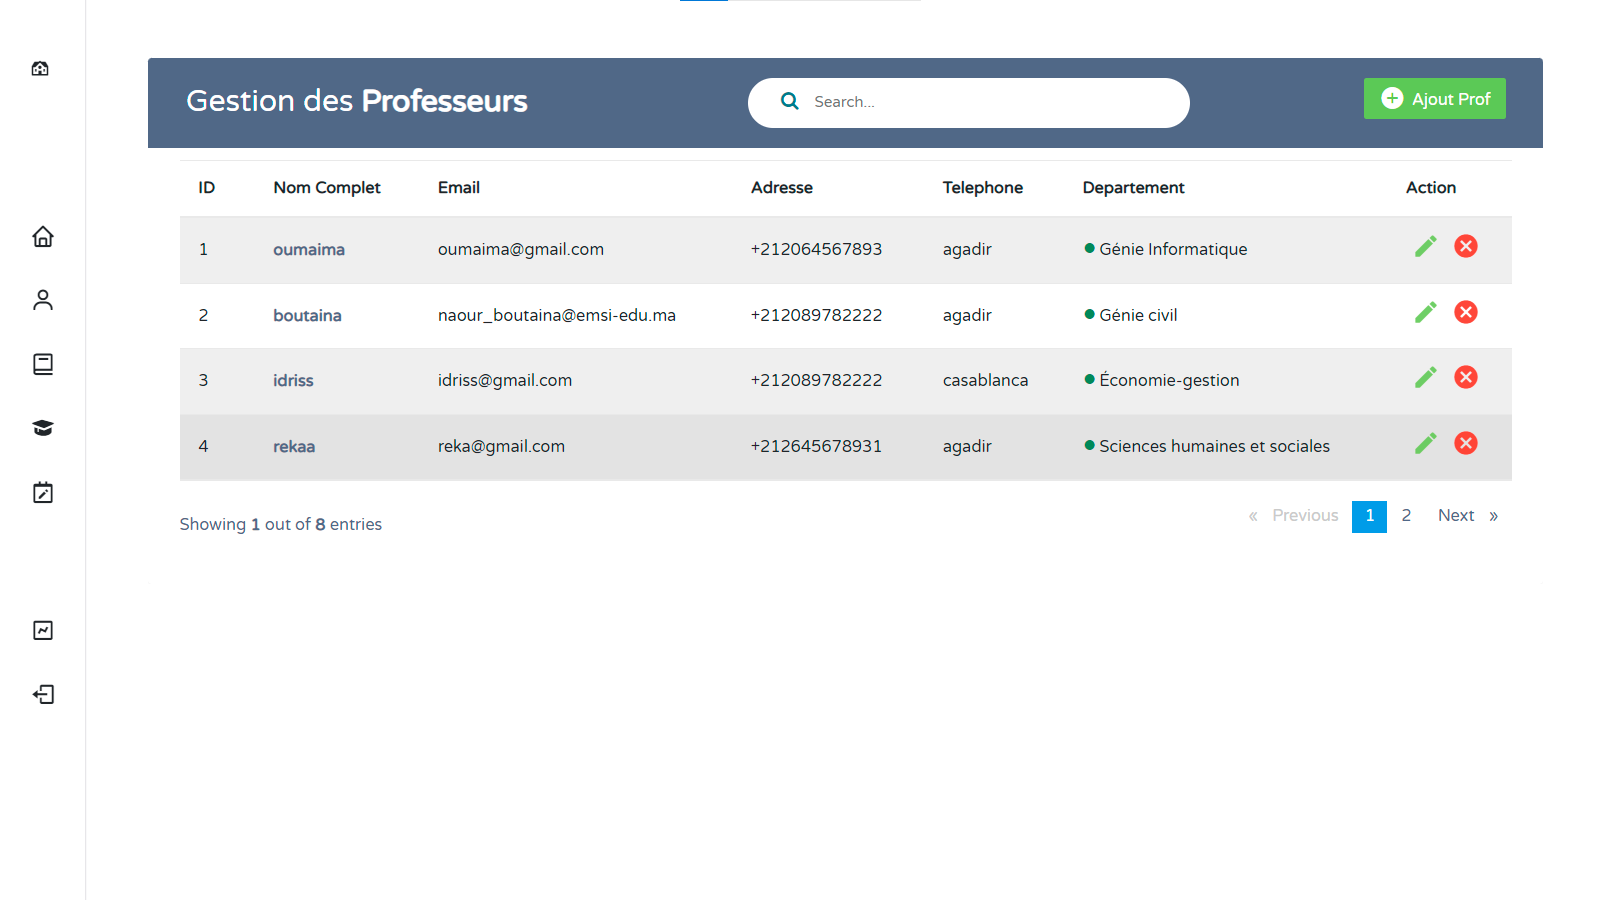 Gestion des Professeurs
Search...
Ajout Prof
ID Nom Complet Email Adresse Telephone Departement Action
1 oumaima oumaima@gmail.com +212064567893 agadir Génie Informatique
2 boutaina naour_boutaina@emsi-edu.ma +212089782222 agadir Génie civil
3 idriss idriss@gmail.com +212089782222 casablanca Économie-gestion
4 rekaa reka@gmail.com +212645678931 agadir Sciences humaines et sociales
Showing 1 out of 8 entries
« Previous 1 2 Next »